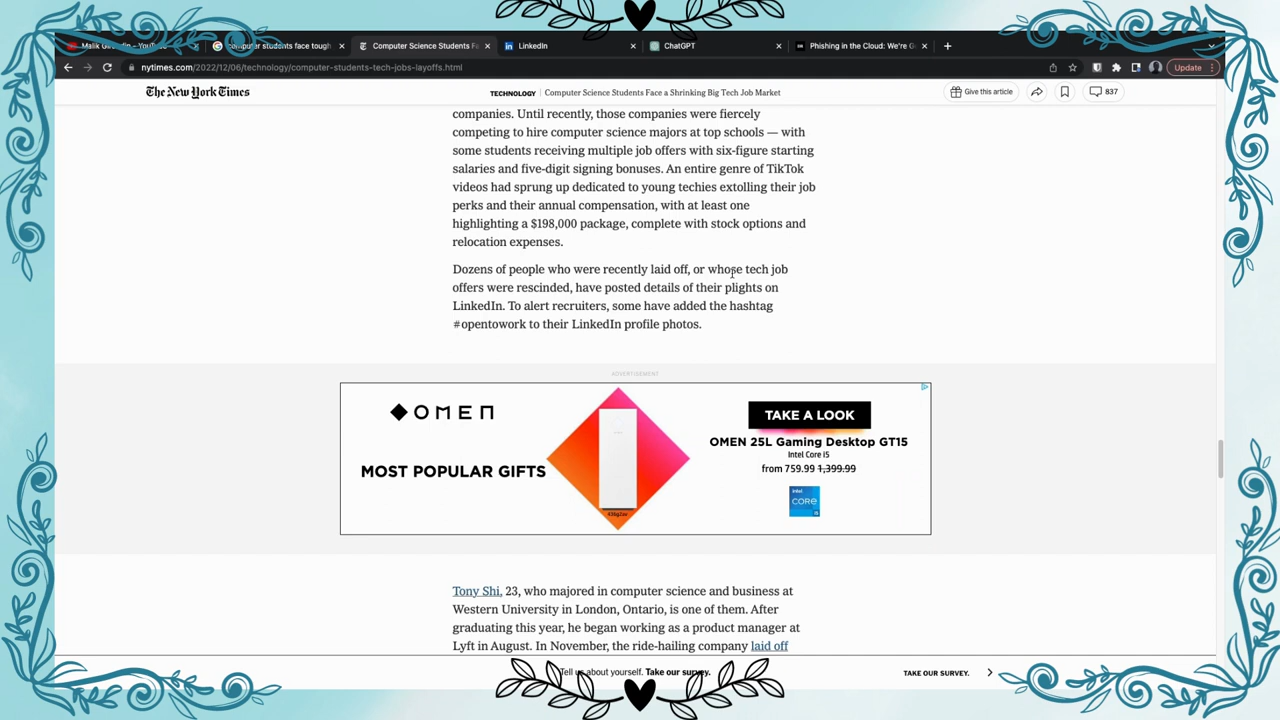 Malik Girondin – YouTube
computer students face tough
Computer Science Students Fa
LinkedIn
ChatGPT
Phishing in the Cloud: We're G
nytimes.com/2022/12/06/technology/computer-students-tech-jobs-layoffs.html
Update
The New York Times
TECHNOLOGY | Computer Science Students Face a Shrinking Big Tech Job Market
Give this article
837
companies. Until recently, those companies were fiercely
competing to hire computer science majors at top schools — with
some students receiving multiple job offers with six-figure starting
salaries and five-digit signing bonuses. An entire genre of TikTok
videos had sprung up dedicated to young techies extolling their job
perks and their annual compensation, with at least one
highlighting a $198,000 package, complete with stock options and
relocation expenses.
Dozens of people who were recently laid off, or whose tech job
offers were rescinded, have posted details of their plights on
LinkedIn. To alert recruiters, some have added the hashtag
#opentowork to their LinkedIn profile photos.
ADVERTISEMENT
OMEN
MOST POPULAR GIFTS
TAKE A LOOK
OMEN 25L Gaming Desktop GT15
Intel Core i5
from 759.99 1,399.99
intel
CORE
i5
Tony Shi, 23, who majored in computer science and business at
Western University in London, Ontario, is one of them. After
graduating this year, he began working as a product manager at
Lyft in August. In November, the ride-hailing company laid off
Tell us about yourself. Take our survey.
TAKE OUR SURVEY.